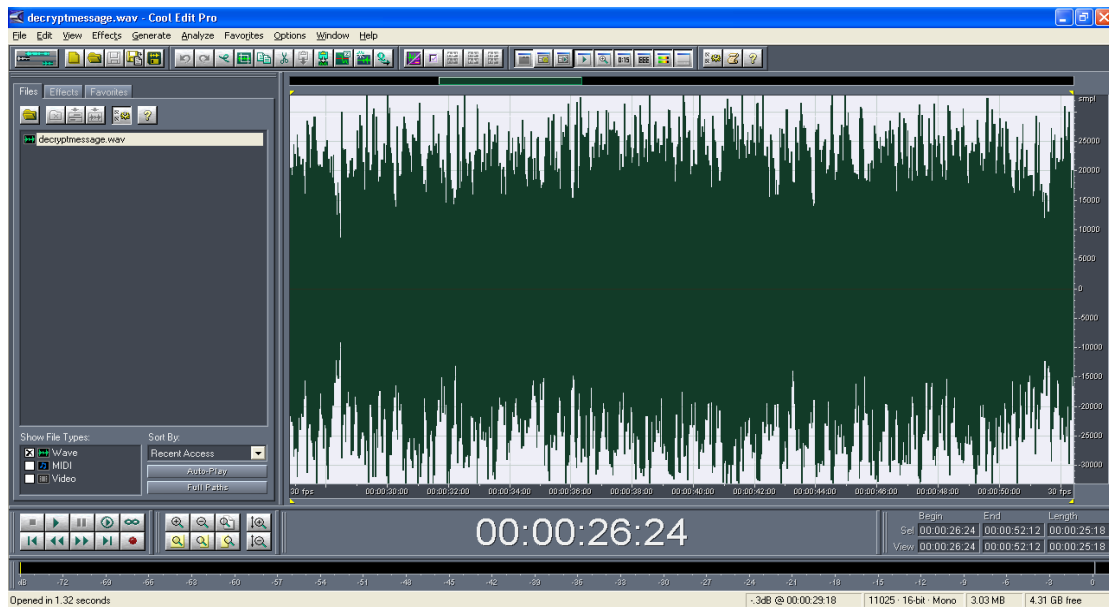 decryptmessage.wav - Cool Edit Pro
File Edit View Effects Generate Analyze Favorites Options Window Help
Files Effects Favorites
decryptmessage.wav
smpl
25000
20000
15000
10000
5000
0
-5000
-10000
-15000
-20000
-25000
-30000
30 fps 00:00:30:00 00:00:32:00 00:00:34:00 00:00:36:00 00:00:38:00 00:00:40:00 00:00:42:00 00:00:44:00 00:00:46:00 00:00:48:00 00:00:50:00 30 fps
Show File Types: Sort By:
Wave Recent Access
MIDI Auto-Play
Video Full Paths
00:00:26:24
Begin End Length
Sel 00:00:26:24 00:00:52:12 00:00:25:18
View 00:00:26:24 00:00:52:12 00:00:25:18
dB -72 -69 -66 -63 -60 -57 -54 -51 -48 -45 -42 -39 -36 -33 -30 -27 -24 -21 -18 -15 -12 -9 -6 -3 0
Opened in 1.32 seconds -.3dB @ 00:00:29:18 11025 · 16-bit · Mono 3.03 MB 4.31 GB free